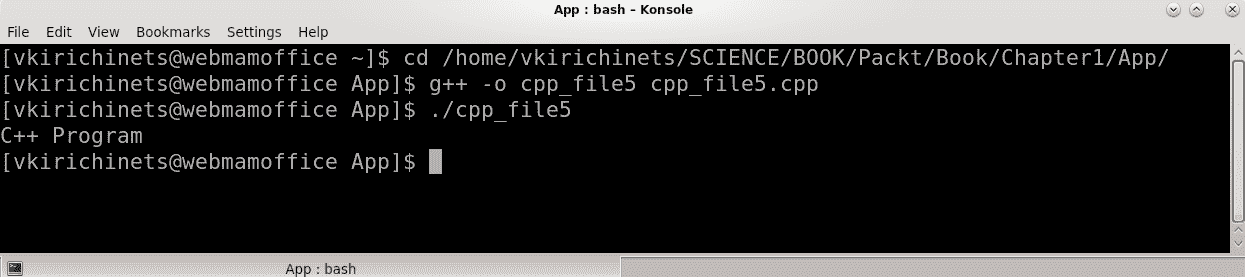 App : bash – Konsole
File Edit View Bookmarks Settings Help
[vkirichinets@webmamoffice ~]$ cd /home/vkirichinets/SCIENCE/BOOK/Packt/Book/Chapter1/App/
[vkirichinets@webmamoffice App]$ g++ -o cpp_file5 cpp_file5.cpp
[vkirichinets@webmamoffice App]$ ./cpp_file5
C++ Program
[vkirichinets@webmamoffice App]$
App : bash